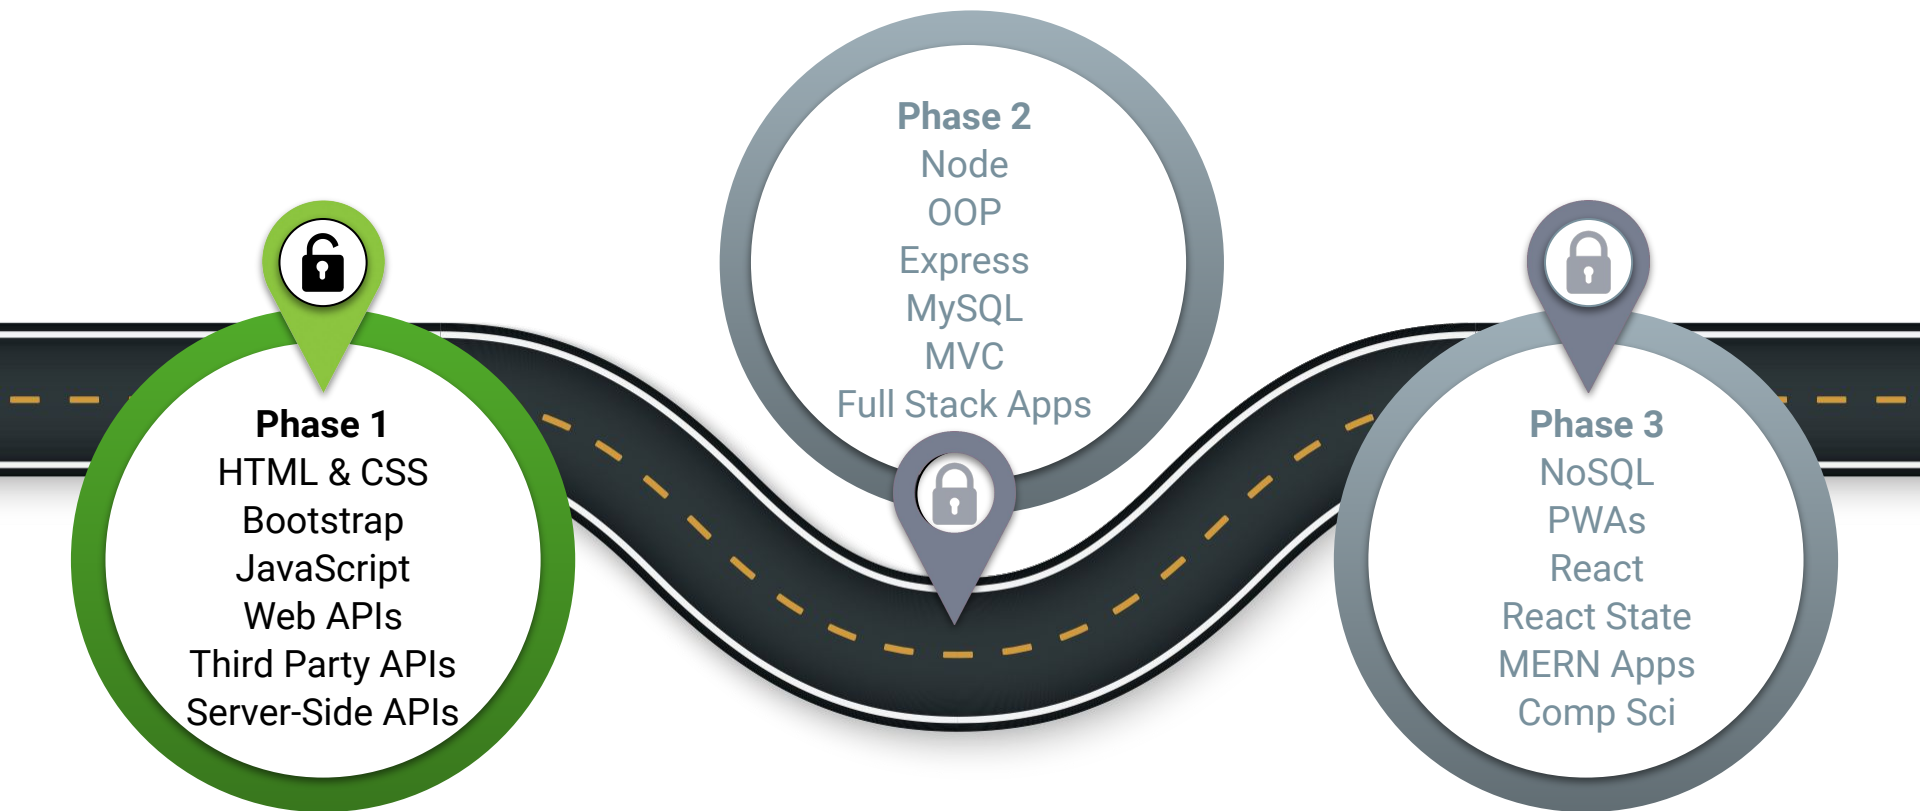 Phase 1
HTML & CSS
Bootstrap
JavaScript
Web APIs
Third Party APIs
Server-Side APIs
Phase 2
Node
OOP
Express
MySQL
MVC
Full Stack Apps
Phase 3
NoSQL
PWAs
React
React State
MERN Apps
Comp Sci